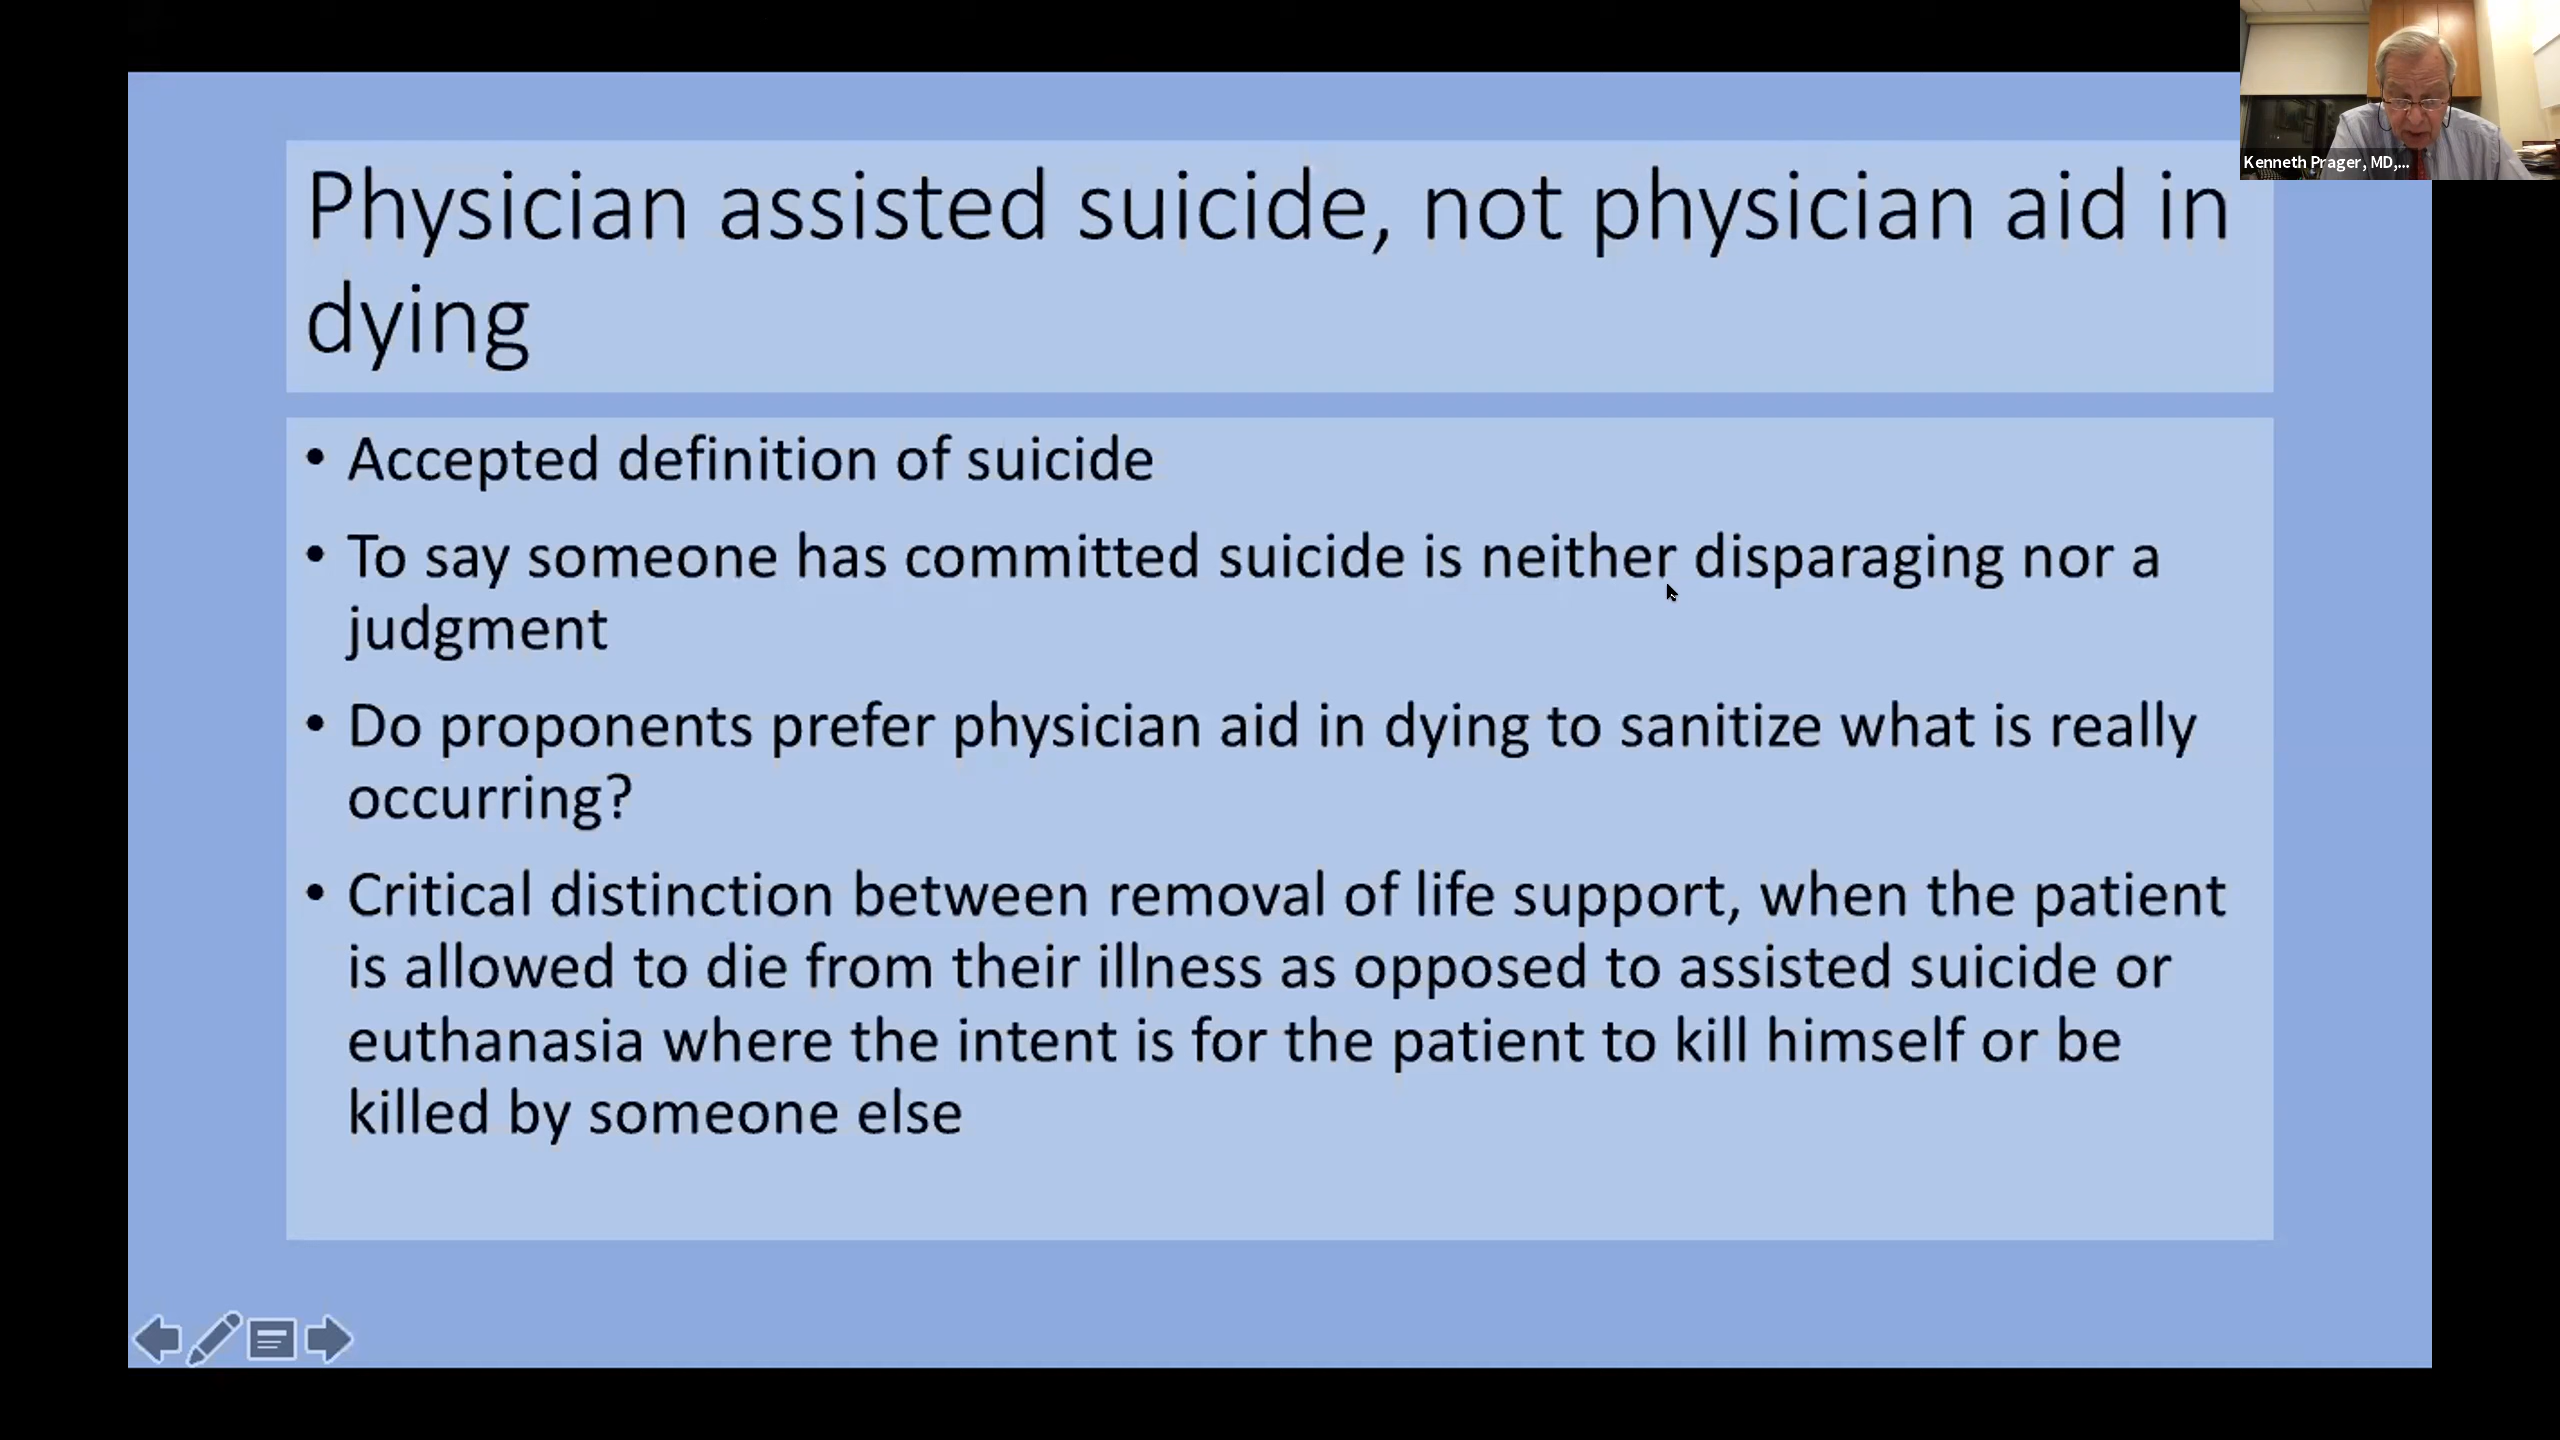 Kenneth Prager, MD,...
Physician assisted suicide, not physician aid in
dying
• Accepted definition of suicide
• To say someone has committed suicide is neither disparaging nor a
judgment
• Do proponents prefer physician aid in dying to sanitize what is really
occurring?
• Critical distinction between removal of life support, when the patient
is allowed to die from their illness as opposed to assisted suicide or
euthanasia where the intent is for the patient to kill himself or be
killed by someone else